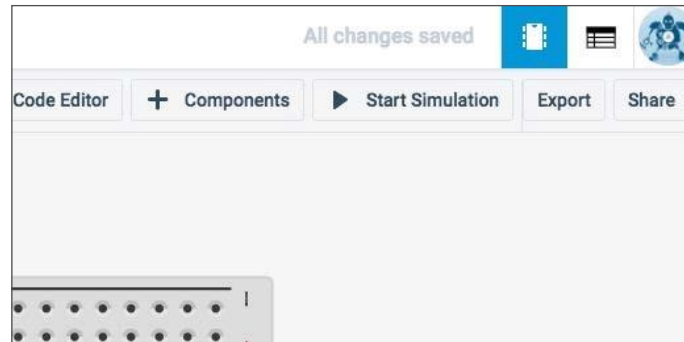 All changes saved
Code Editor + Components Start Simulation Export Share